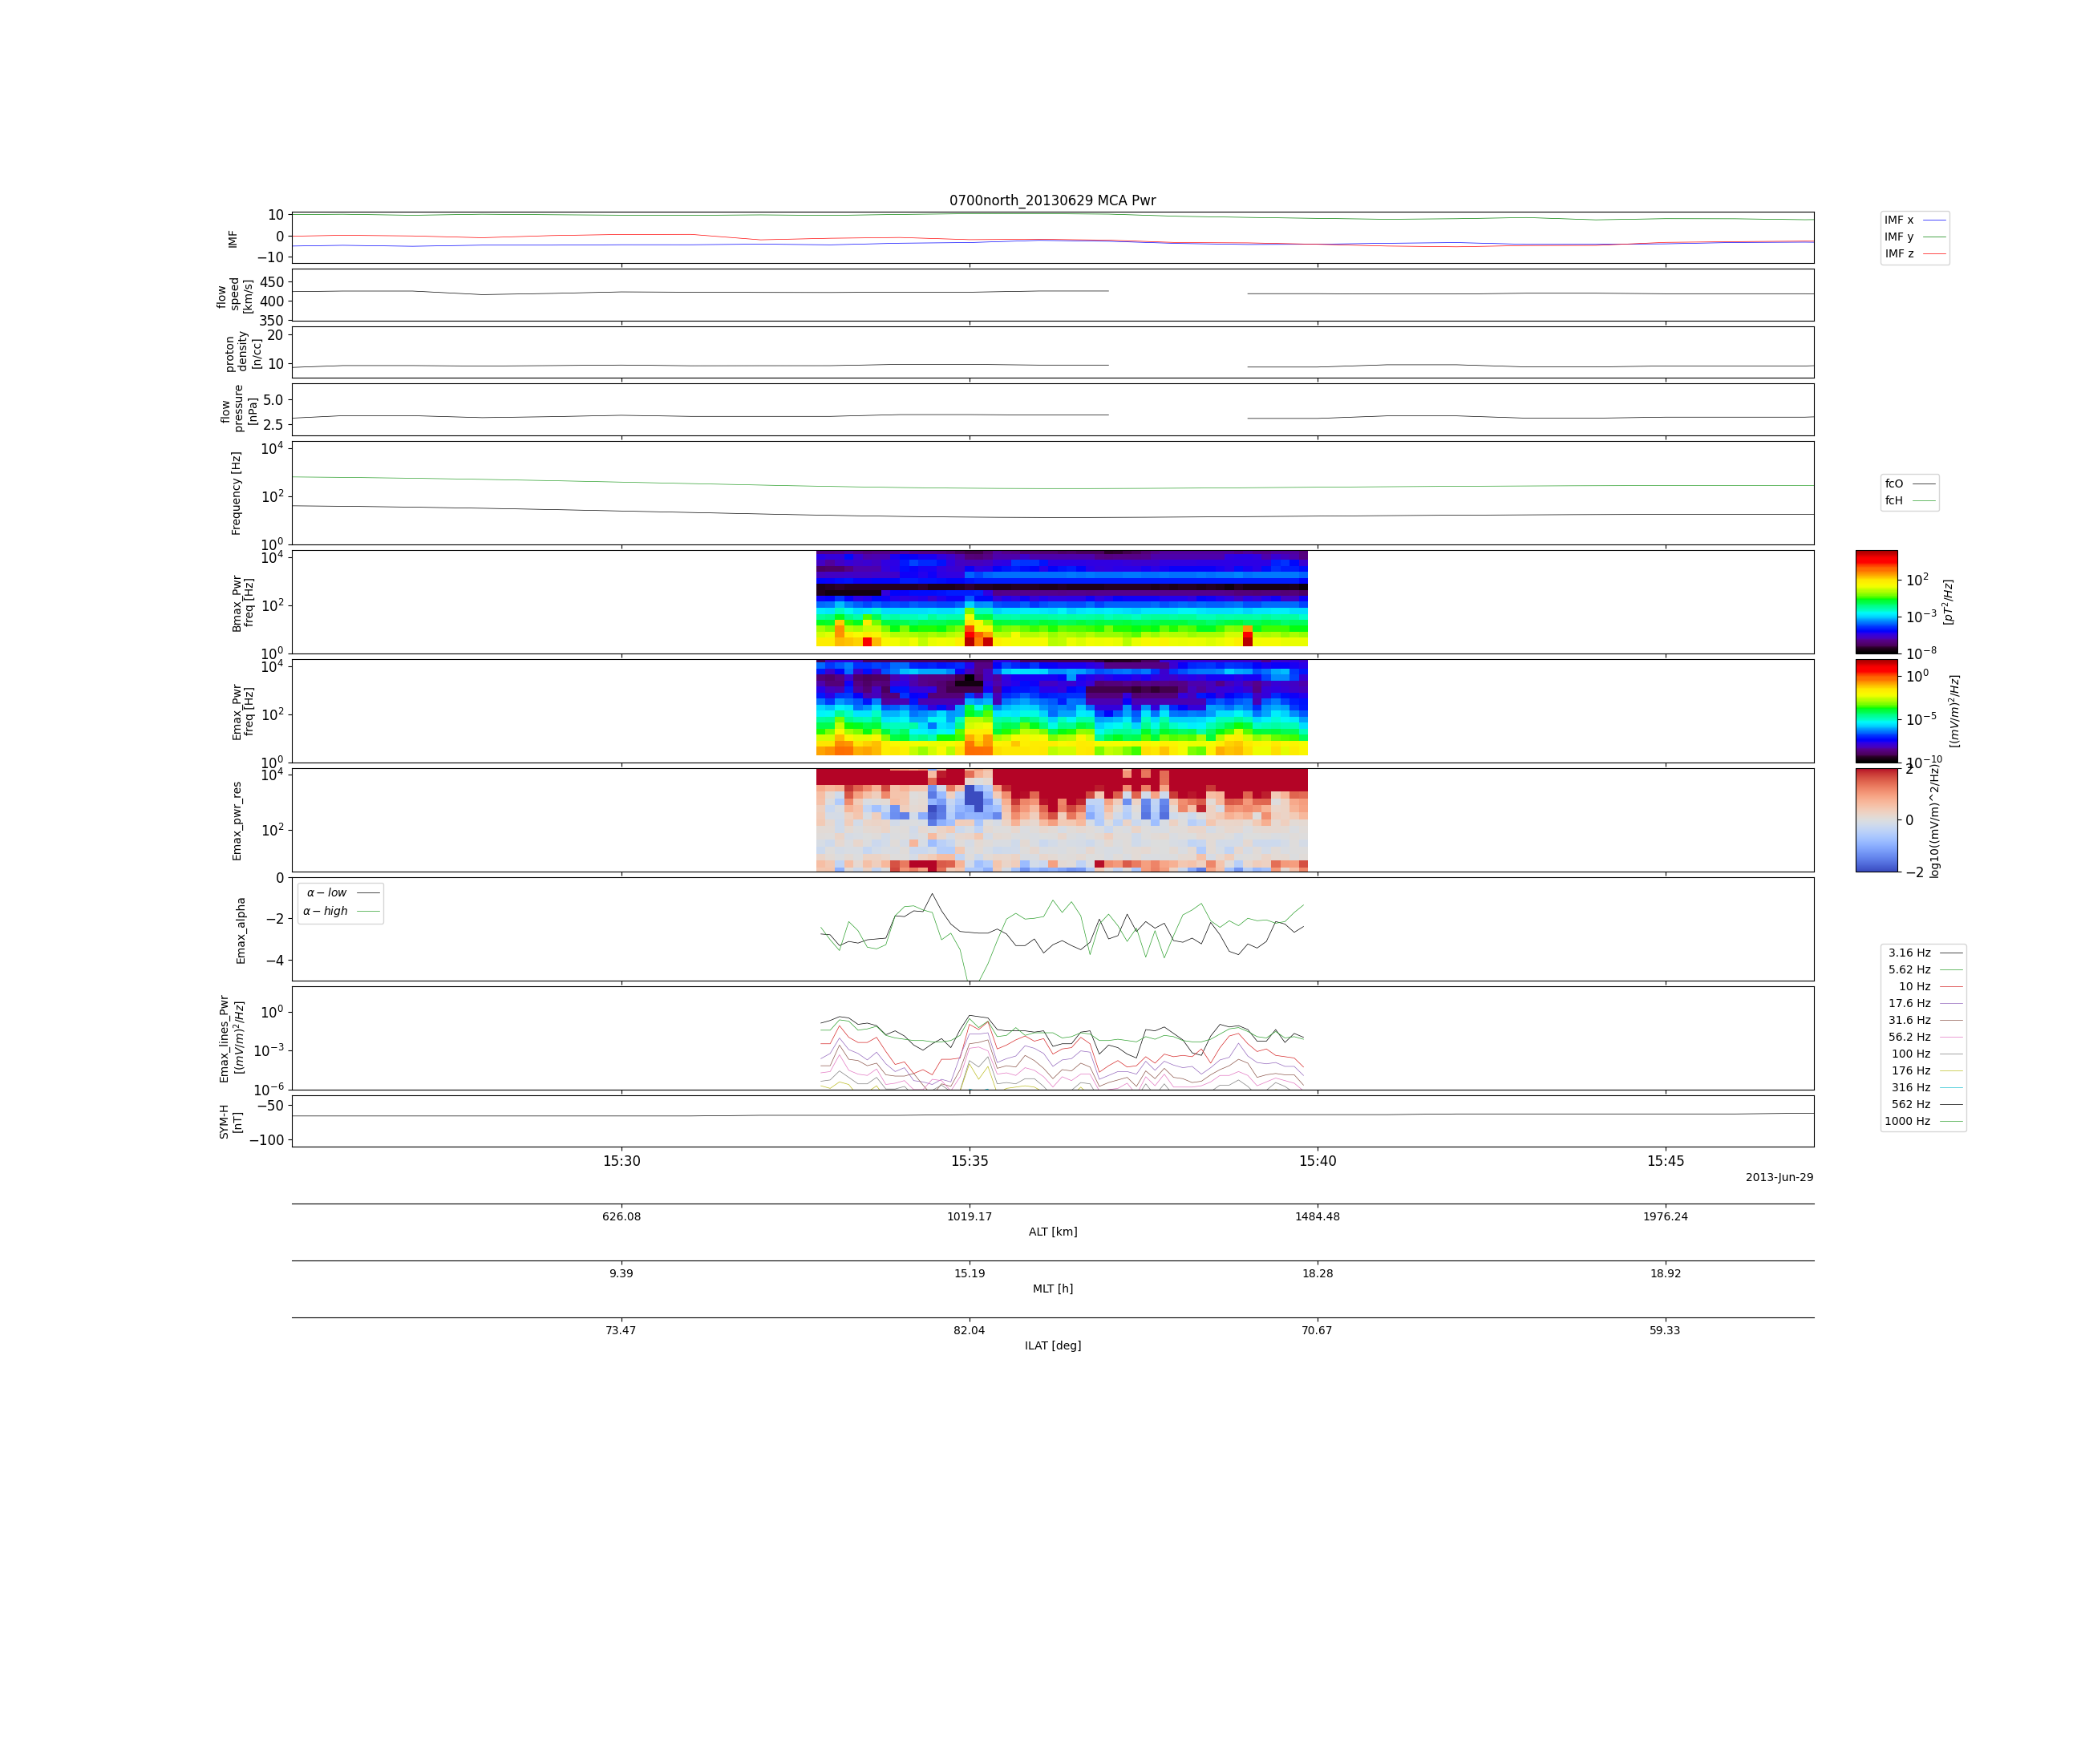 0700north_20130629 MCA Pwr
10
0
−10
IMF
IMF x
IMF y
IMF z
450
400
350
flow
speed
[km/s]
20
10
proton
density
[n/cc]
5.0
2.5
flow
pressure
[nPa]
10^4
10^2
10^0
Frequency [Hz]
fcO
fcH
10^4
10^2
10^0
Bmax_Pwr
freq [Hz]
10^2
10^−3
10^−8
[pT^2/Hz]
10^4
10^2
10^0
Emax_Pwr
freq [Hz]
10^0
10^−5
10^−10
[(mV/m)^2/Hz]
10^4
10^2
Emax_pwr_res
2
0
−2
log10((mV/m)^2/Hz)
0
−2
−4
Emax_alpha
α − low
α − high
10^0
10^−3
10^−6
Emax_lines_Pwr
[(mV/m)^2/Hz]
3.16 Hz
5.62 Hz
10 Hz
17.6 Hz
31.6 Hz
56.2 Hz
100 Hz
176 Hz
316 Hz
562 Hz
1000 Hz
−50
−100
SYM-H
[nT]
15:30 15:35 15:40 15:45
2013-Jun-29
626.08 1019.17 1484.48 1976.24
ALT [km]
9.39 15.19 18.28 18.92
MLT [h]
73.47 82.04 70.67 59.33
ILAT [deg]